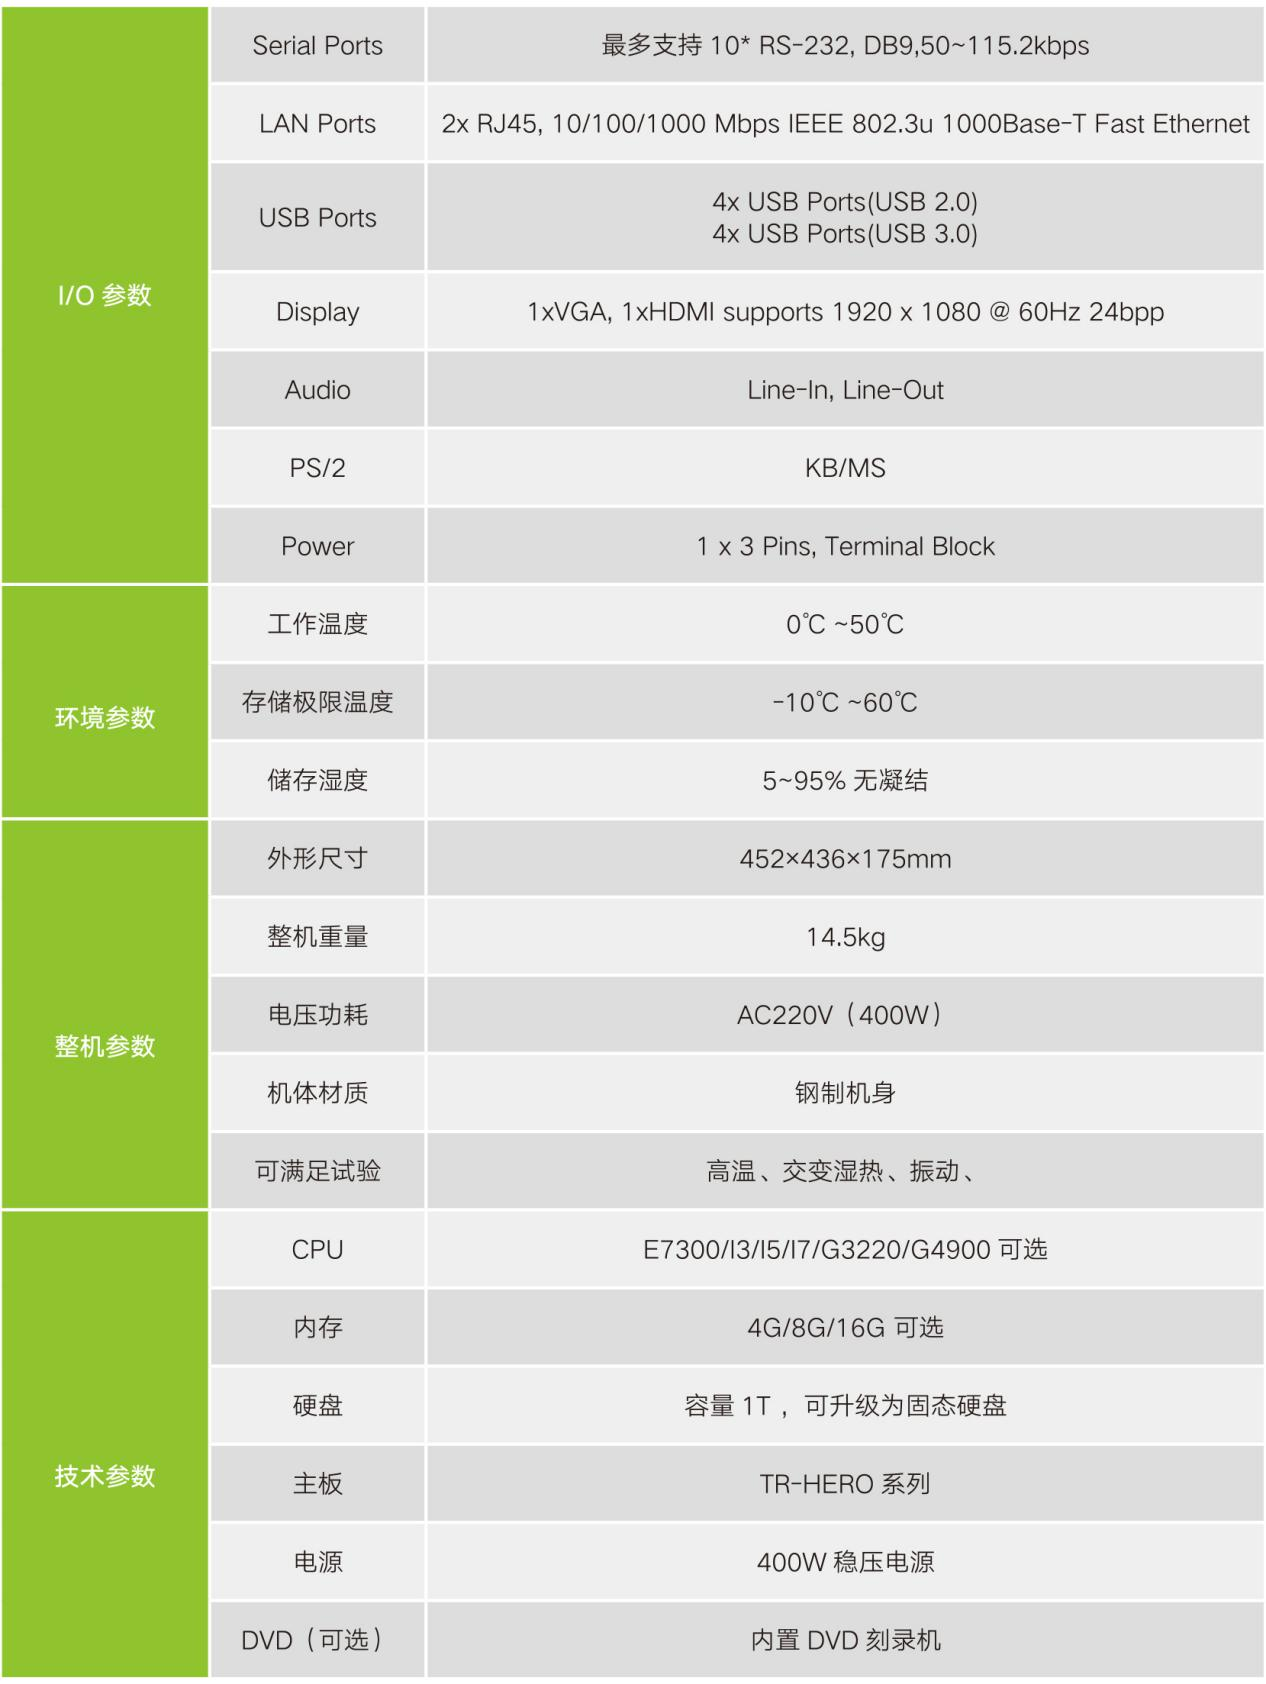 I/O 参数
Serial Ports
最多支持 10* RS-232, DB9,50~115.2kbps
LAN Ports
2x RJ45, 10/100/1000 Mbps IEEE 802.3u 1000Base-T Fast Ethernet
USB Ports
4x USB Ports(USB 2.0)
4x USB Ports(USB 3.0)
Display
1xVGA, 1xHDMI supports 1920 x 1080 @ 60Hz 24bpp
Audio
Line-In, Line-Out
PS/2
KB/MS
Power
1 x 3 Pins, Terminal Block
环境参数
工作温度
0℃ ~50℃
存储极限温度
-10℃ ~60℃
储存湿度
5~95% 无凝结
整机参数
外形尺寸
452×436×175mm
整机重量
14.5kg
电压功耗
AC220V（400W）
机体材质
钢制机身
可满足试验
高温、交变湿热、振动、
技术参数
CPU
E7300/I3/I5/I7/G3220/G4900 可选
内存
4G/8G/16G 可选
硬盘
容量 1T ，可升级为固态硬盘
主板
TR-HERO 系列
电源
400W 稳压电源
DVD（可选）
内置 DVD 刻录机